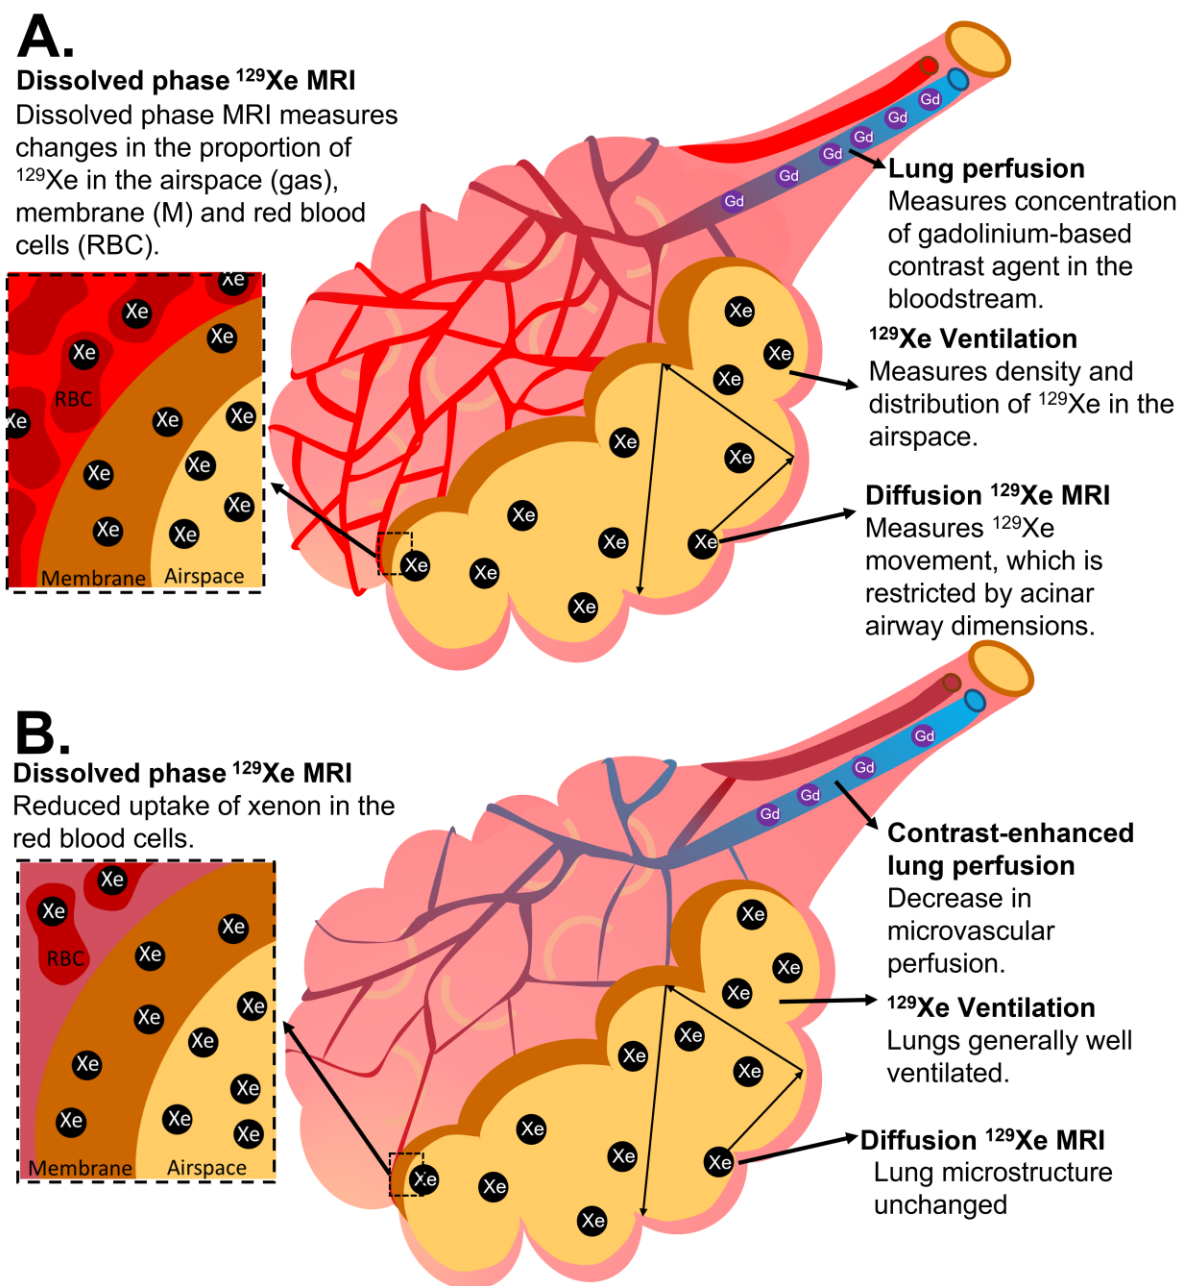 A.
Dissolved phase ¹²⁹Xe MRI
Dissolved phase MRI measures
changes in the proportion of
¹²⁹Xe in the airspace (gas),
membrane (M) and red blood
cells (RBC).
Gd
Gd
Gd
Gd
Gd
Gd
Lung perfusion
Measures concentration
of gadolinium-based
contrast agent in the
bloodstream.
¹²⁹Xe Ventilation
Measures density and
distribution of ¹²⁹Xe in the
airspace.
Diffusion ¹²⁹Xe MRI
Measures ¹²⁹Xe
movement, which is
restricted by acinar
airway dimensions.
Xe
Xe
Xe
Xe
Xe
Xe
Xe
Xe
Xe
Xe
Xe
Xe
Xe
RBC
Membrane
Airspace
Xe
Xe
Xe
Xe
Xe
Xe
Xe
Xe
Xe
Xe
B.
Dissolved phase ¹²⁹Xe MRI
Reduced uptake of xenon in the
red blood cells.
Gd
Gd
Gd
Gd
Contrast-enhanced
lung perfusion
Decrease in
microvascular
perfusion.
¹²⁹Xe Ventilation
Lungs generally well
ventilated.
Diffusion ¹²⁹Xe MRI
Lung microstructure
unchanged
Xe
Xe
Xe
Xe
Xe
Xe
Xe
Xe
Xe
Xe
Xe
RBC
Membrane
Airspace
Xe
Xe
Xe
Xe
Xe
Xe
Xe
Xe
Xe
Xe
Xe
Xe